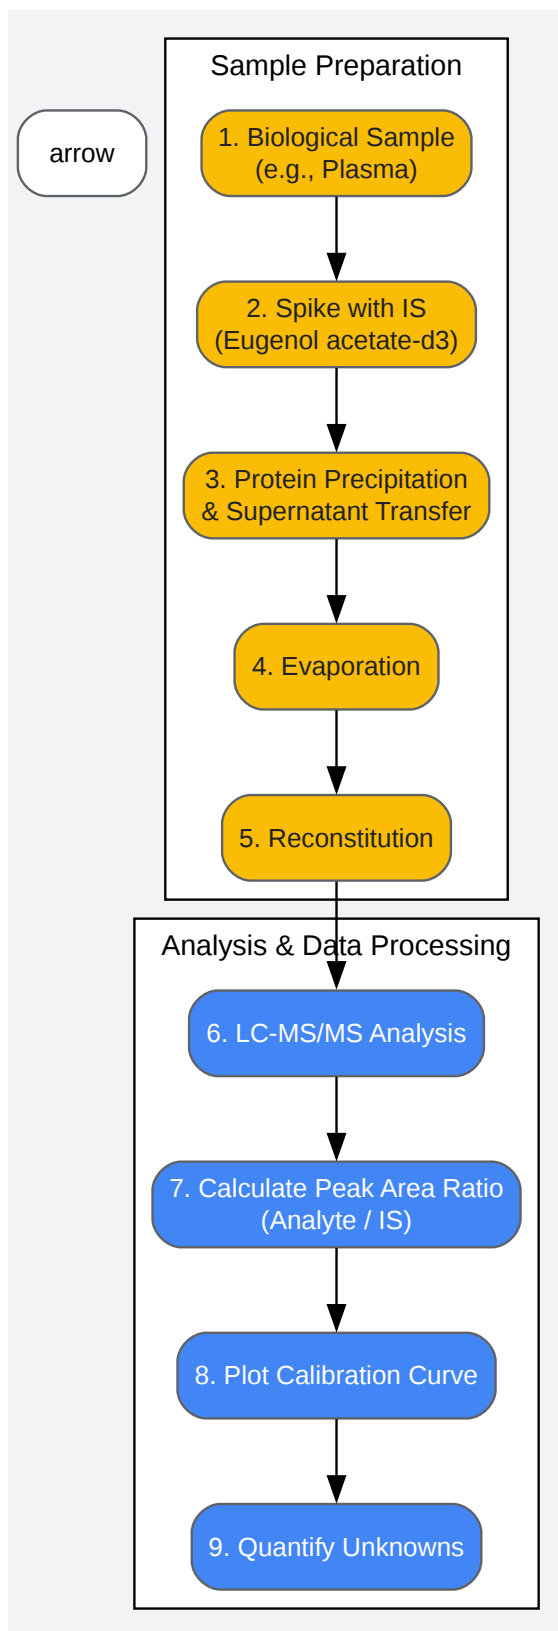 Sample Preparation
arrow
1. Biological Sample
(e.g., Plasma)
2. Spike with IS
(Eugenol acetate-d3)
3. Protein Precipitation
& Supernatant Transfer
4. Evaporation
5. Reconstitution
Analysis & Data Processing
6. LC-MS/MS Analysis
7. Calculate Peak Area Ratio
(Analyte / IS)
8. Plot Calibration Curve
9. Quantify Unknowns